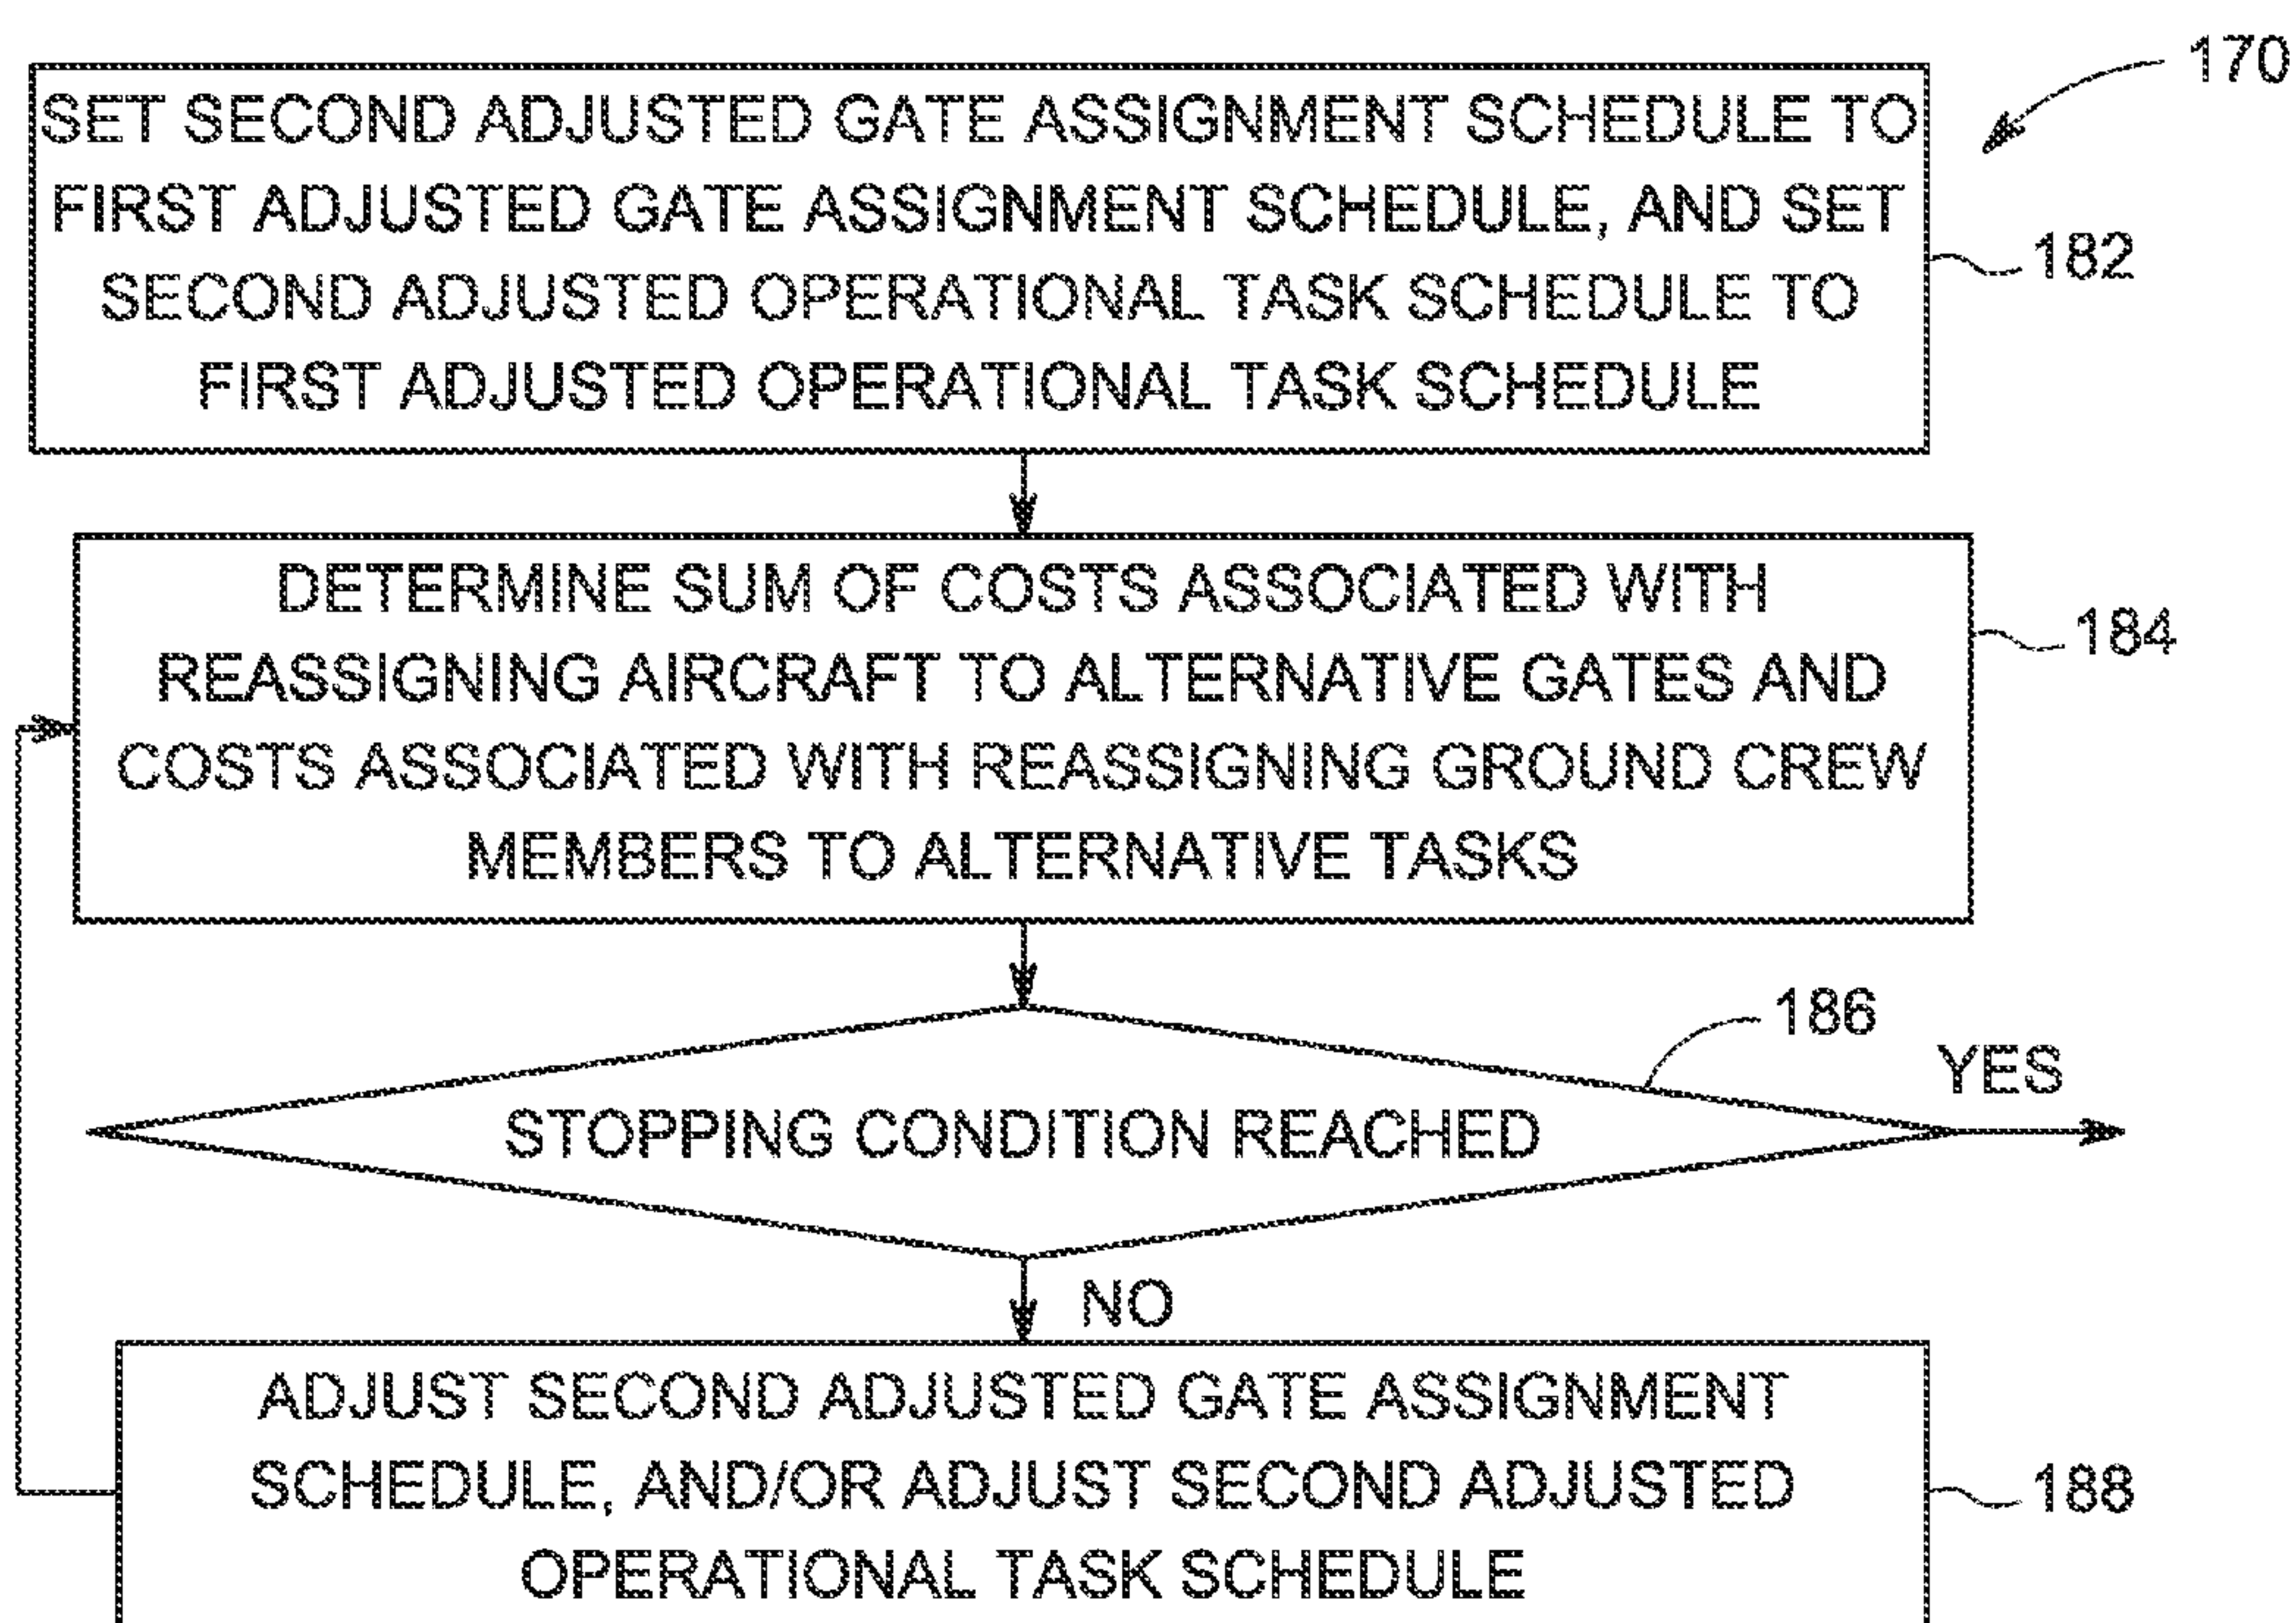 170
SET SECOND ADJUSTED GATE ASSIGNMENT SCHEDULE TO
FIRST ADJUSTED GATE ASSIGNMENT SCHEDULE, AND SET
SECOND ADJUSTED OPERATIONAL TASK SCHEDULE TO
FIRST ADJUSTED OPERATIONAL TASK SCHEDULE
182
DETERMINE SUM OF COSTS ASSOCIATED WITH
REASSIGNING AIRCRAFT TO ALTERNATIVE GATES AND
COSTS ASSOCIATED WITH REASSIGNING GROUND CREW
MEMBERS TO ALTERNATIVE TASKS
184
186
YES
STOPPING CONDITION REACHED
NO
ADJUST SECOND ADJUSTED GATE ASSIGNMENT
SCHEDULE, AND/OR ADJUST SECOND ADJUSTED
OPERATIONAL TASK SCHEDULE
188